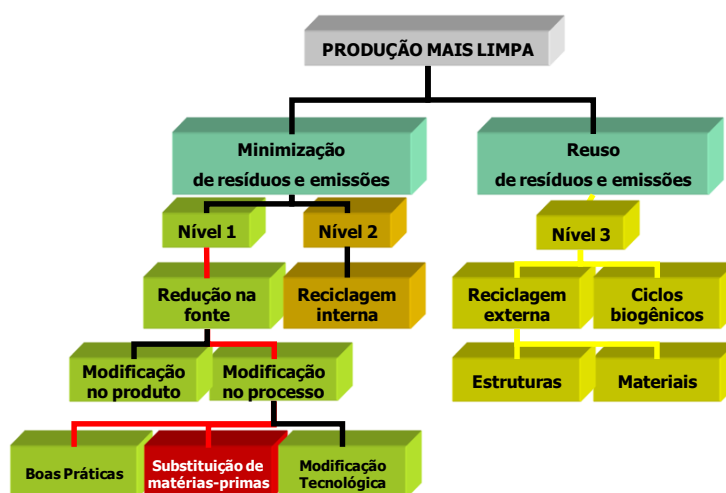 PRODUÇÃO MAIS LIMPA
Minimização
de resíduos e emissões
Reuso
de resíduos e emissões
Nível 1
Nível 2
Nível 3
Redução na
fonte
Reciclagem
interna
Reciclagem
externa
Ciclos
biogênicos
Modificação
no produto
Modificação
no processo
Estruturas
Materiais
Boas Práticas
Substituição de
matérias-primas
Modificação
Tecnológica